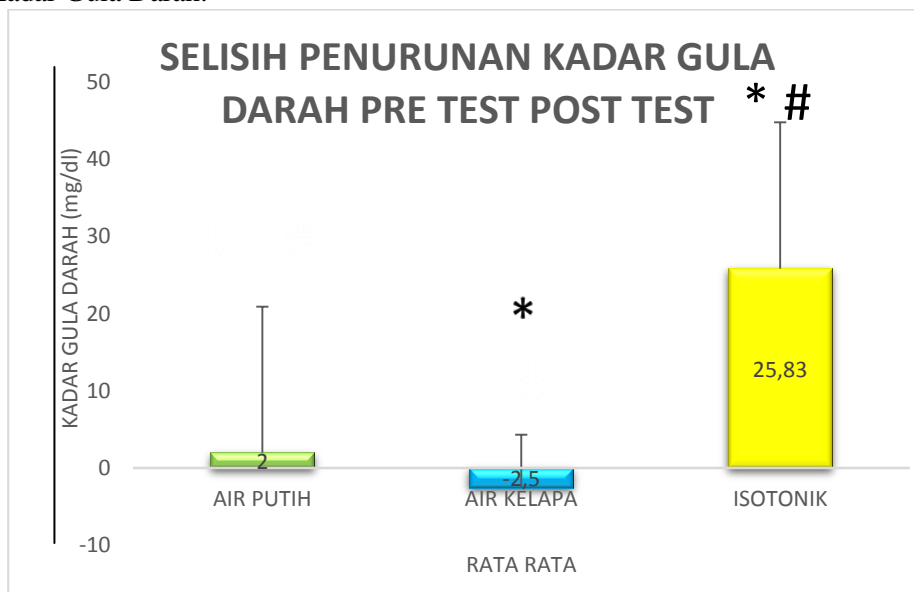 SELISIH PENURUNAN KADAR GULA
DARAH PRE TEST POST TEST
* #
KADAR GULA DARAH (mg/dl)
50
40
30
20
10
0
-10
*
2
-2,5
25,83
AIR PUTIH
AIR KELAPA
ISOTONIK
RATA RATA